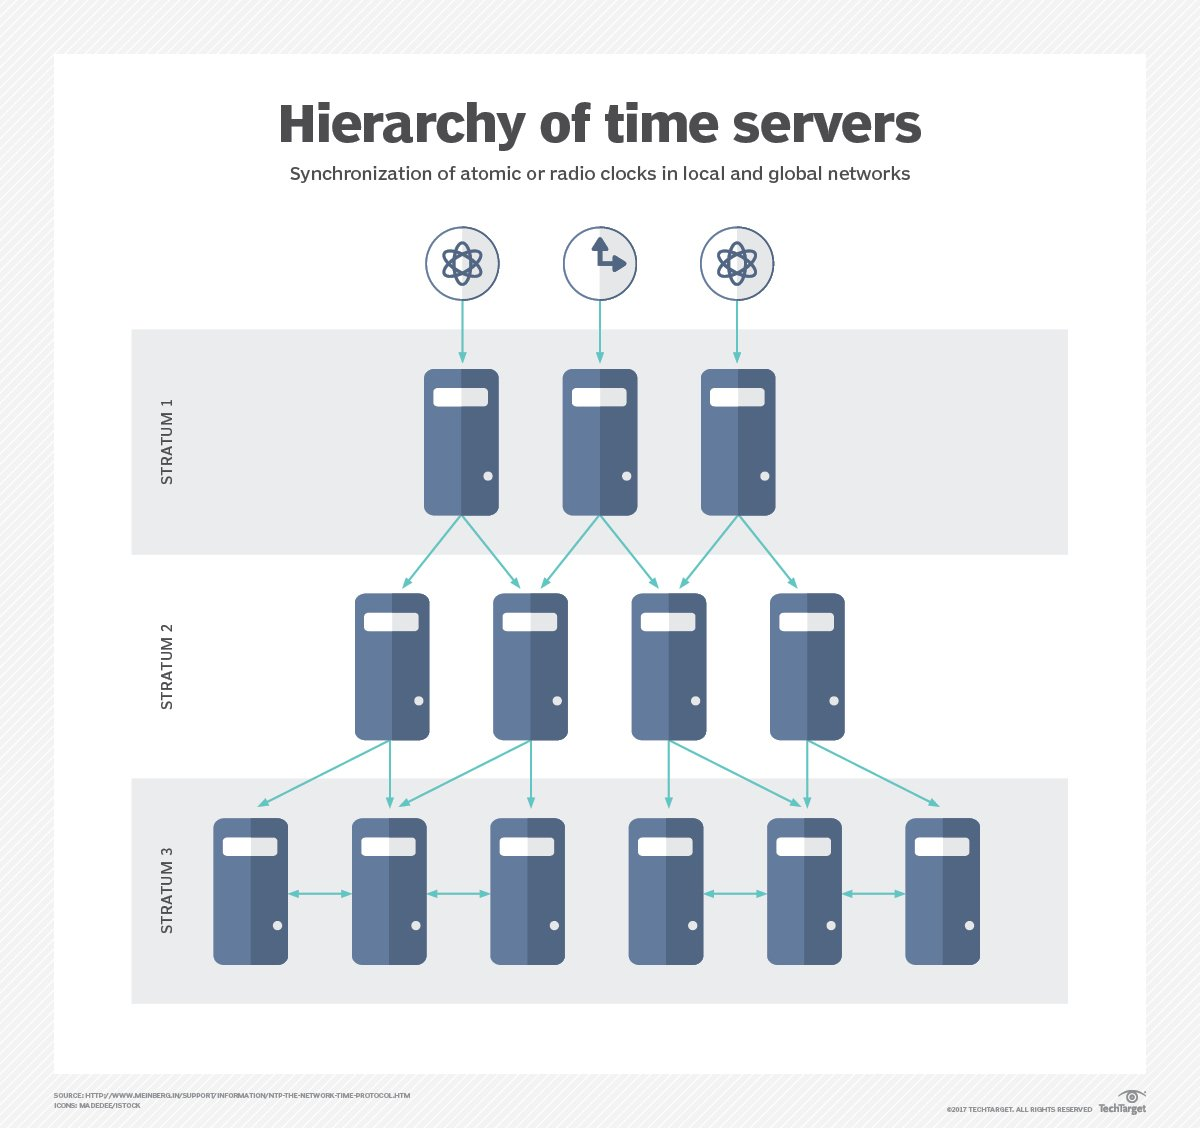 Hierarchy of time servers
Synchronization of atomic or radio clocks in local and global networks
STRATUM 1
STRATUM 2
STRATUM 3
SOURCE: HTTP://WWW.MEINBERG.IN/SUPPORT/INFORMATION/NTP-THE-NETWORK-TIME-PROTOCOL.HTM
ICONS: MADEDEE/ISTOCK
©2017 TECHTARGET. ALL RIGHTS RESERVED
TechTarget